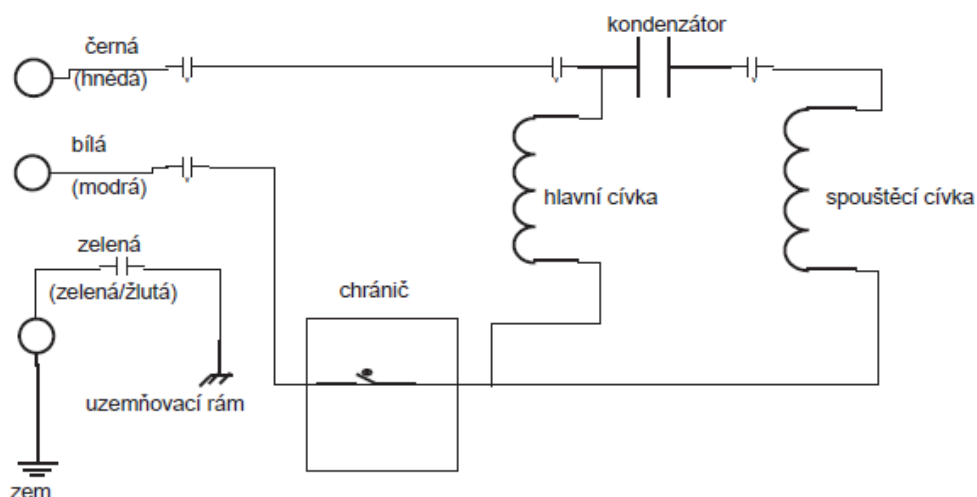 kondenzátor
černá
(hnědá)
bílá
(modrá)
hlavní cívka
spouštěcí cívka
zelená
(zelená/žlutá)
chránič
uzemňovací rám
zem